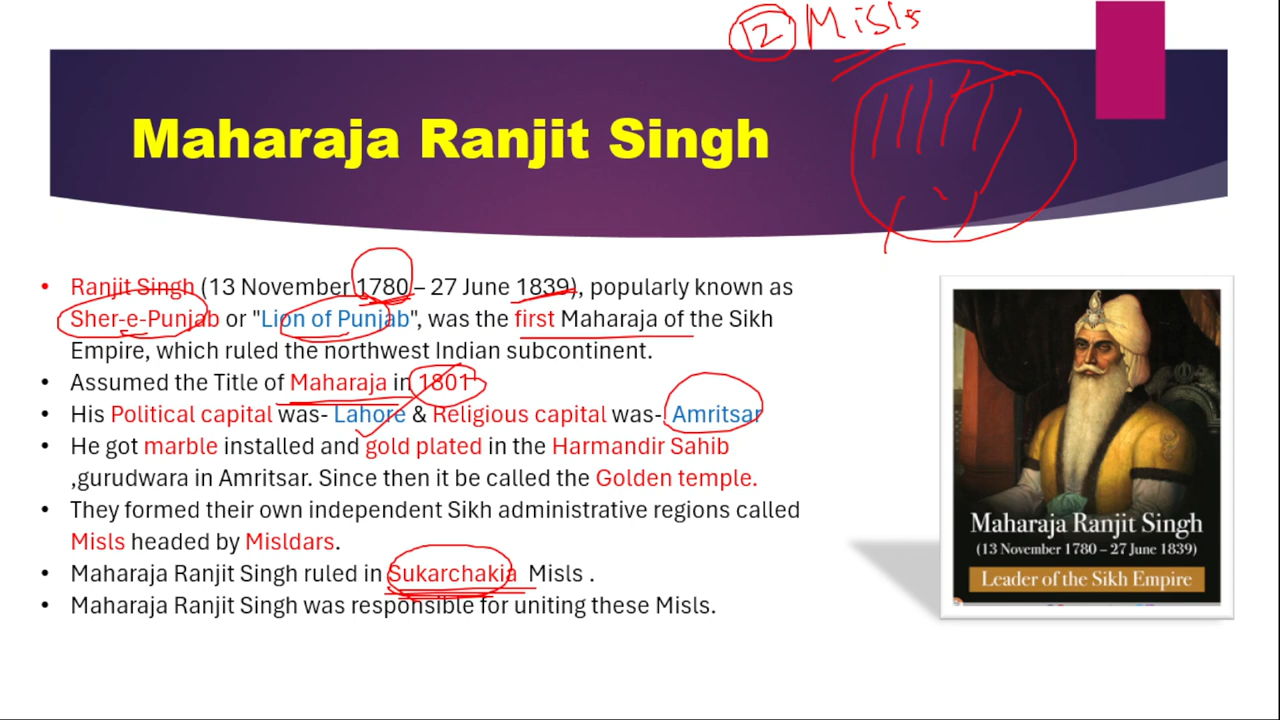 12 Misls
Maharaja Ranjit Singh
• Ranjit Singh (13 November 1780 – 27 June 1839), popularly known as
Sher-e-Punjab or "Lion of Punjab", was the first Maharaja of the Sikh
Empire, which ruled the northwest Indian subcontinent.
• Assumed the Title of Maharaja in 1801
• His Political capital was- Lahore & Religious capital was- Amritsar
• He got marble installed and gold plated in the Harmandir Sahib
,gurudwara in Amritsar. Since then it be called the Golden temple.
• They formed their own independent Sikh administrative regions called
Misls headed by Misldars.
• Maharaja Ranjit Singh ruled in Sukarchakia Misls .
• Maharaja Ranjit Singh was responsible for uniting these Misls.
Maharaja Ranjit Singh
(13 November 1780 – 27 June 1839)
Leader of the Sikh Empire